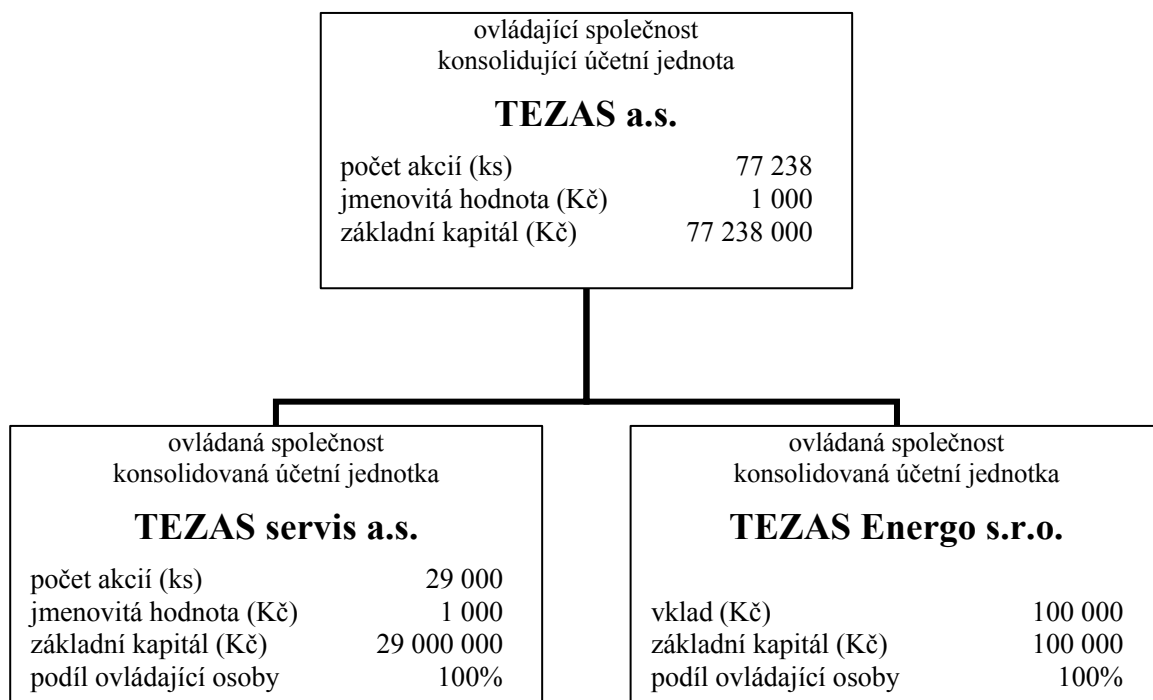 ovládající společnost
konsolidující účetní jednota
TEZAS a.s.
počet akcií (ks) 77 238
jmenovitá hodnota (Kč) 1 000
základní kapitál (Kč) 77 238 000
ovládaná společnost
konsolidovaná účetní jednotka
TEZAS servis a.s.
počet akcií (ks) 29 000
jmenovitá hodnota (Kč) 1 000
základní kapitál (Kč) 29 000 000
podíl ovládající osoby 100%
ovládaná společnost
konsolidovaná účetní jednotka
TEZAS Energo s.r.o.
vklad (Kč) 100 000
základní kapitál (Kč) 100 000
podíl ovládající osoby 100%